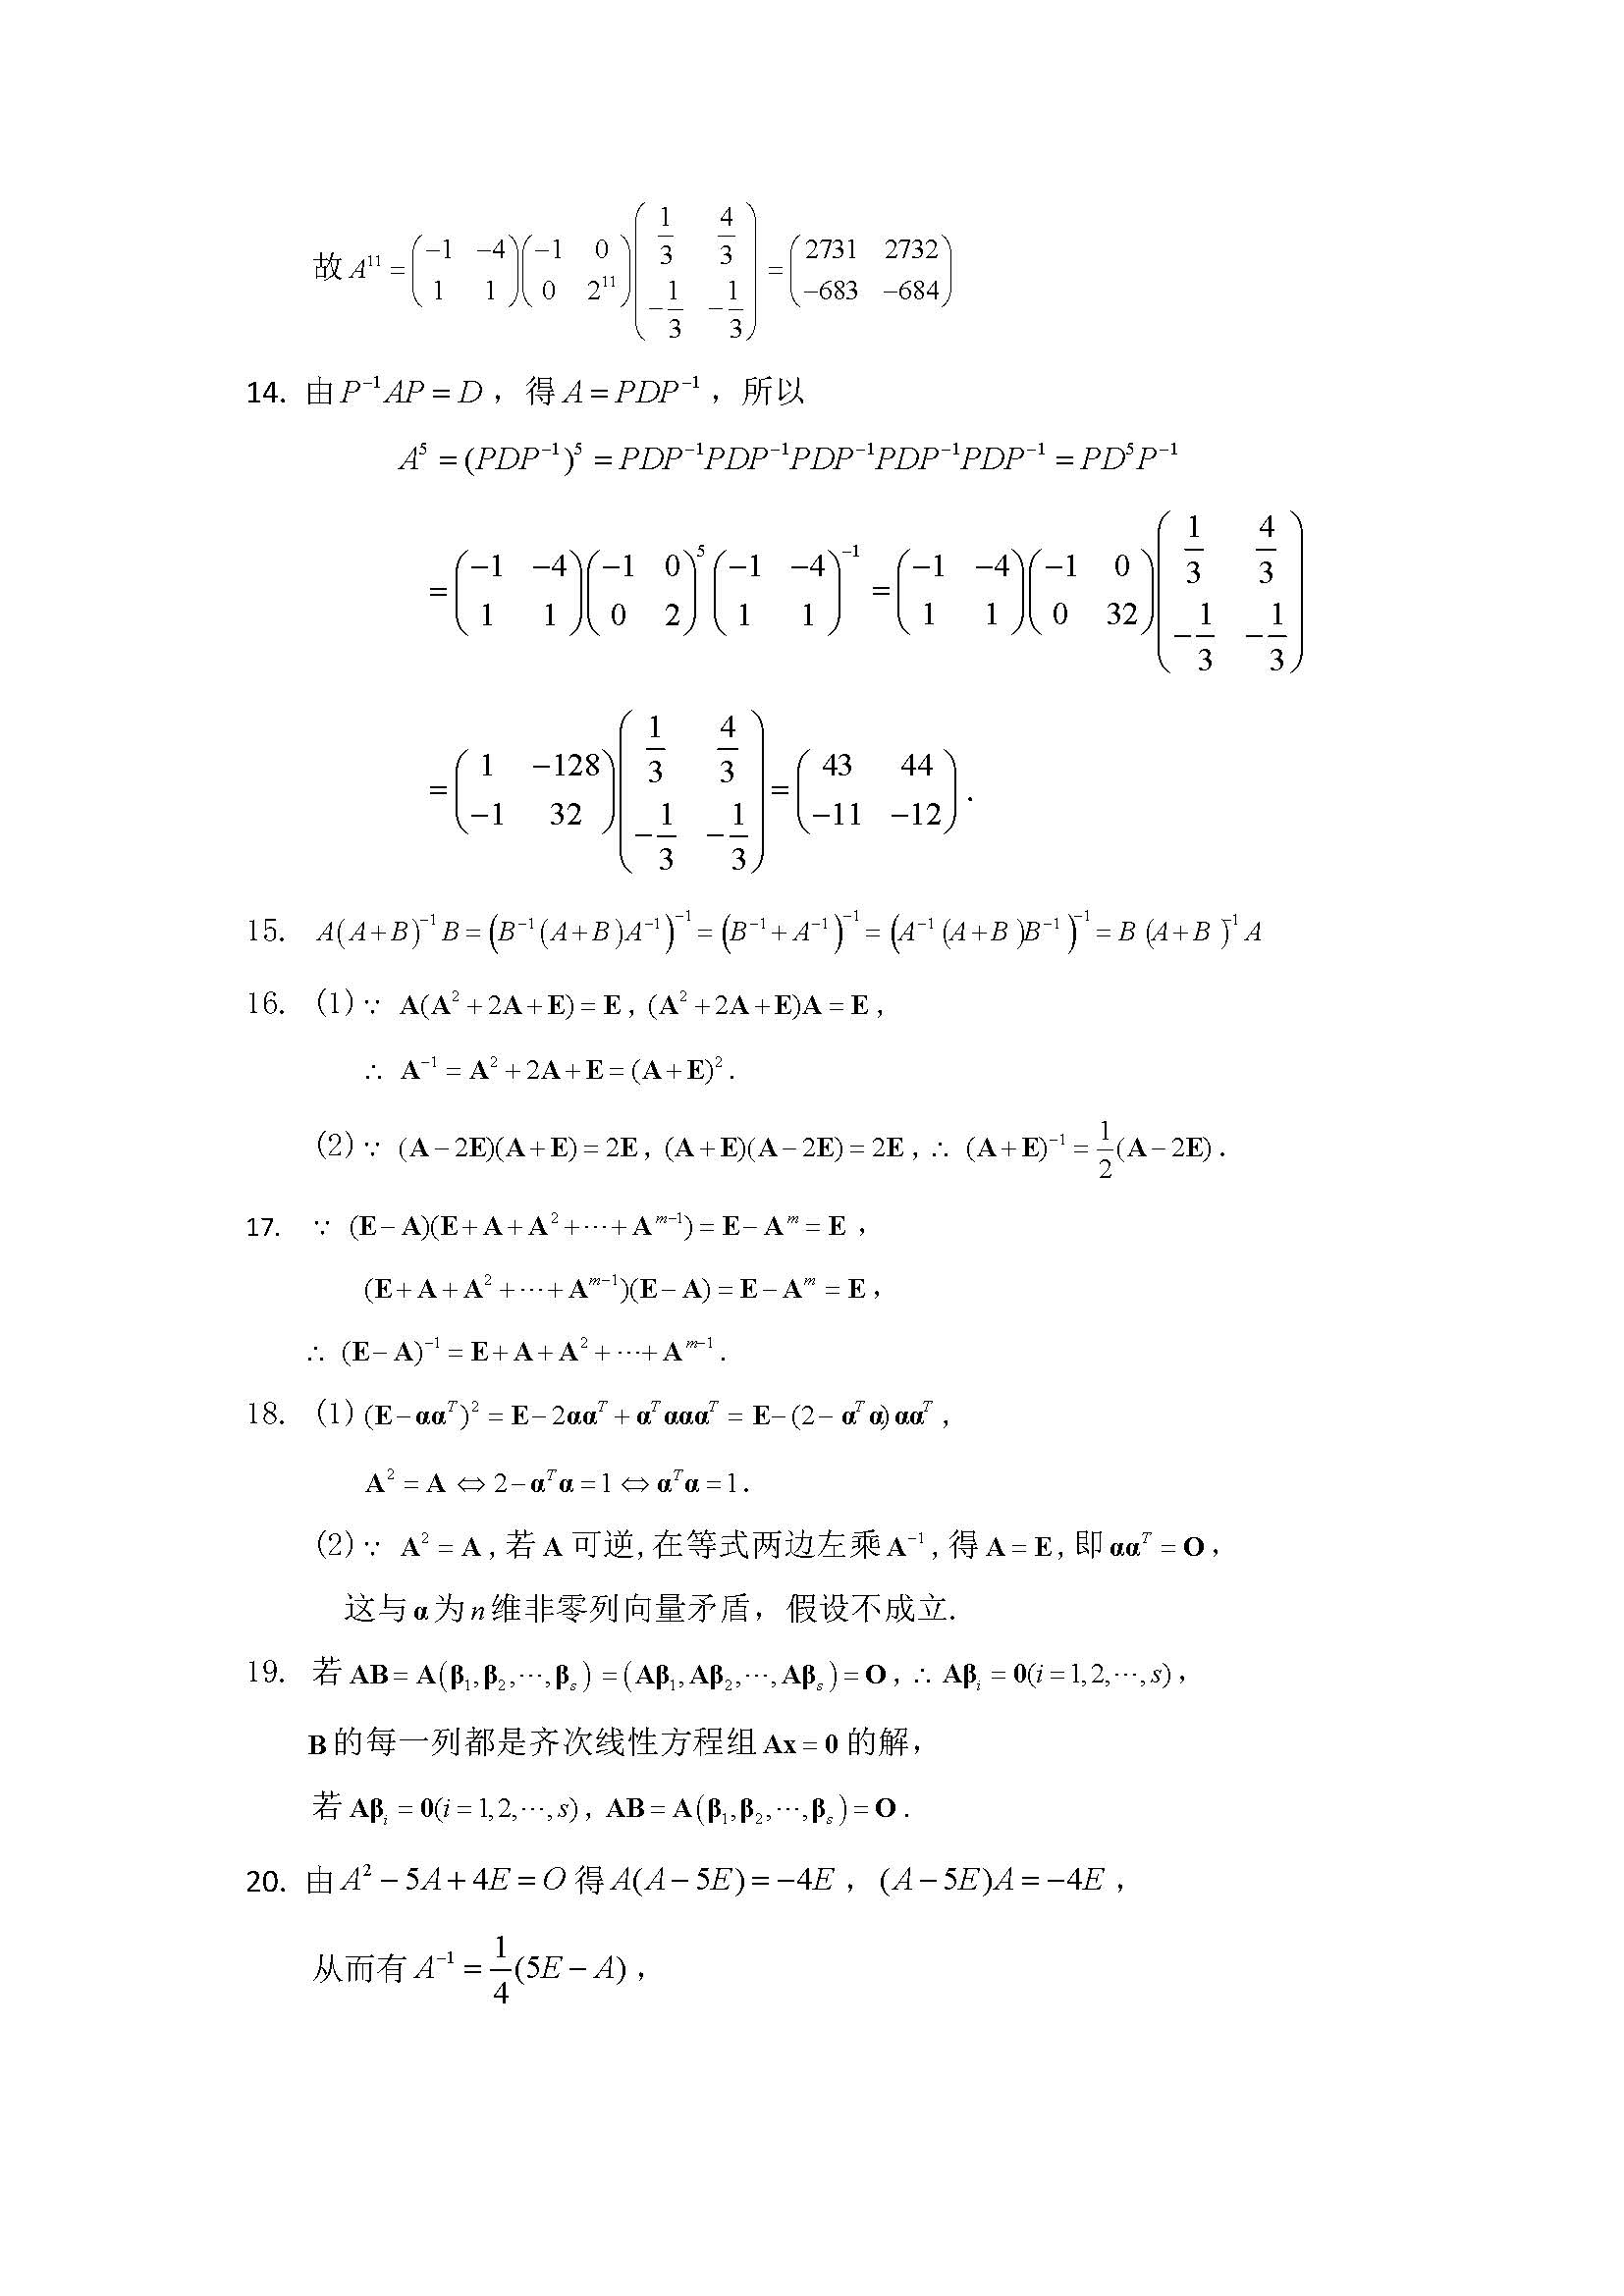 故 $A^{11} = \begin{pmatrix} -1 & -4 \\ 1 & 1 \end{pmatrix}\begin{pmatrix} -1 & 0 \\ 0 & 2^{11} \end{pmatrix}\begin{pmatrix} \frac{1}{3} & \frac{4}{3} \\ -\frac{1}{3} & -\frac{1}{3} \end{pmatrix} = \begin{pmatrix} 2731 & 2732 \\ -683 & -684 \end{pmatrix}$
14. 由 $P^{-1}AP = D$ ，得 $A = PDP^{-1}$ ，所以
$A^5 = (PDP^{-1})^5 = PDP^{-1}PDP^{-1}PDP^{-1}PDP^{-1}PDP^{-1} = PD^5P^{-1}$
$= \begin{pmatrix} -1 & -4 \\ 1 & 1 \end{pmatrix}\begin{pmatrix} -1 & 0 \\ 0 & 2 \end{pmatrix}^5\begin{pmatrix} -1 & -4 \\ 1 & 1 \end{pmatrix}^{-1} = \begin{pmatrix} -1 & -4 \\ 1 & 1 \end{pmatrix}\begin{pmatrix} -1 & 0 \\ 0 & 32 \end{pmatrix}\begin{pmatrix} \frac{1}{3} & \frac{4}{3} \\ -\frac{1}{3} & -\frac{1}{3} \end{pmatrix}$
$= \begin{pmatrix} 1 & -128 \\ -1 & 32 \end{pmatrix}\begin{pmatrix} \frac{1}{3} & \frac{4}{3} \\ -\frac{1}{3} & -\frac{1}{3} \end{pmatrix} = \begin{pmatrix} 43 & 44 \\ -11 & -12 \end{pmatrix}$ .
15. $A(A+B)^{-1}B = \left(B^{-1}(A+B)A^{-1}\right)^{-1} = \left(B^{-1}+A^{-1}\right)^{-1} = \left(A^{-1}(A+B)B^{-1}\right)^{-1} = B(A+B)^{-1}A$
16. (1) ∵ $\mathbf{A}(\mathbf{A}^2+2\mathbf{A}+\mathbf{E}) = \mathbf{E}$ , $(\mathbf{A}^2+2\mathbf{A}+\mathbf{E})\mathbf{A} = \mathbf{E}$ ,
∴ $\mathbf{A}^{-1} = \mathbf{A}^2+2\mathbf{A}+\mathbf{E} = (\mathbf{A}+\mathbf{E})^2$ .
(2) ∵ $(\mathbf{A}-2\mathbf{E})(\mathbf{A}+\mathbf{E}) = 2\mathbf{E}$ , $(\mathbf{A}+\mathbf{E})(\mathbf{A}-2\mathbf{E}) = 2\mathbf{E}$ , ∴ $(\mathbf{A}+\mathbf{E})^{-1} = \frac{1}{2}(\mathbf{A}-2\mathbf{E})$ .
17. ∵ $(\mathbf{E}-\mathbf{A})(\mathbf{E}+\mathbf{A}+\mathbf{A}^2+\cdots+\mathbf{A}^{m-1}) = \mathbf{E}-\mathbf{A}^m = \mathbf{E}$ ，
$(\mathbf{E}+\mathbf{A}+\mathbf{A}^2+\cdots+\mathbf{A}^{m-1})(\mathbf{E}-\mathbf{A}) = \mathbf{E}-\mathbf{A}^m = \mathbf{E}$ ，
∴ $(\mathbf{E}-\mathbf{A})^{-1} = \mathbf{E}+\mathbf{A}+\mathbf{A}^2+\cdots+\mathbf{A}^{m-1}$ .
18. (1) $(\mathbf{E}-\boldsymbol{\alpha}\boldsymbol{\alpha}^T)^2 = \mathbf{E}-2\boldsymbol{\alpha}\boldsymbol{\alpha}^T+\boldsymbol{\alpha}^T\boldsymbol{\alpha}\boldsymbol{\alpha}\boldsymbol{\alpha}^T = \mathbf{E}-(2-\boldsymbol{\alpha}^T\boldsymbol{\alpha})\boldsymbol{\alpha}\boldsymbol{\alpha}^T$ ,
$\mathbf{A}^2 = \mathbf{A} \Leftrightarrow 2-\boldsymbol{\alpha}^T\boldsymbol{\alpha} = 1 \Leftrightarrow \boldsymbol{\alpha}^T\boldsymbol{\alpha} = 1$ .
(2) ∵ $\mathbf{A}^2 = \mathbf{A}$ , 若 $\mathbf{A}$ 可逆, 在等式两边左乘 $\mathbf{A}^{-1}$ , 得 $\mathbf{A} = \mathbf{E}$ , 即 $\boldsymbol{\alpha}\boldsymbol{\alpha}^T = \mathbf{O}$ ，
这与 $\boldsymbol{\alpha}$ 为 $n$ 维非零列向量矛盾，假设不成立.
19. 若 $\mathbf{AB} = \mathbf{A}(\boldsymbol{\beta}_1,\boldsymbol{\beta}_2,\cdots,\boldsymbol{\beta}_s) = (\mathbf{A}\boldsymbol{\beta}_1,\mathbf{A}\boldsymbol{\beta}_2,\cdots,\mathbf{A}\boldsymbol{\beta}_s) = \mathbf{O}$ , ∴ $\mathbf{A}\boldsymbol{\beta}_i = \mathbf{0}(i=1,2,\cdots,s)$ ，
$\mathbf{B}$ 的每一列都是齐次线性方程组 $\mathbf{Ax} = \mathbf{0}$ 的解，
若 $\mathbf{A}\boldsymbol{\beta}_i = \mathbf{0}(i=1,2,\cdots,s)$ , $\mathbf{AB} = \mathbf{A}(\boldsymbol{\beta}_1,\boldsymbol{\beta}_2,\cdots,\boldsymbol{\beta}_s) = \mathbf{O}$ .
20. 由 $A^2-5A+4E = O$ 得 $A(A-5E) = -4E$ ，$(A-5E)A = -4E$ ，
从而有 $A^{-1} = \frac{1}{4}(5E-A)$ ，